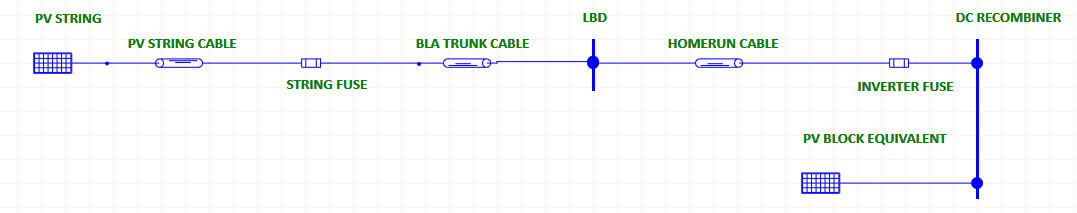 PV STRING
LBD
DC RECOMBINER
PV STRING CABLE
BLA TRUNK CABLE
HOMERUN CABLE
STRING FUSE
INVERTER FUSE
PV BLOCK EQUIVALENT